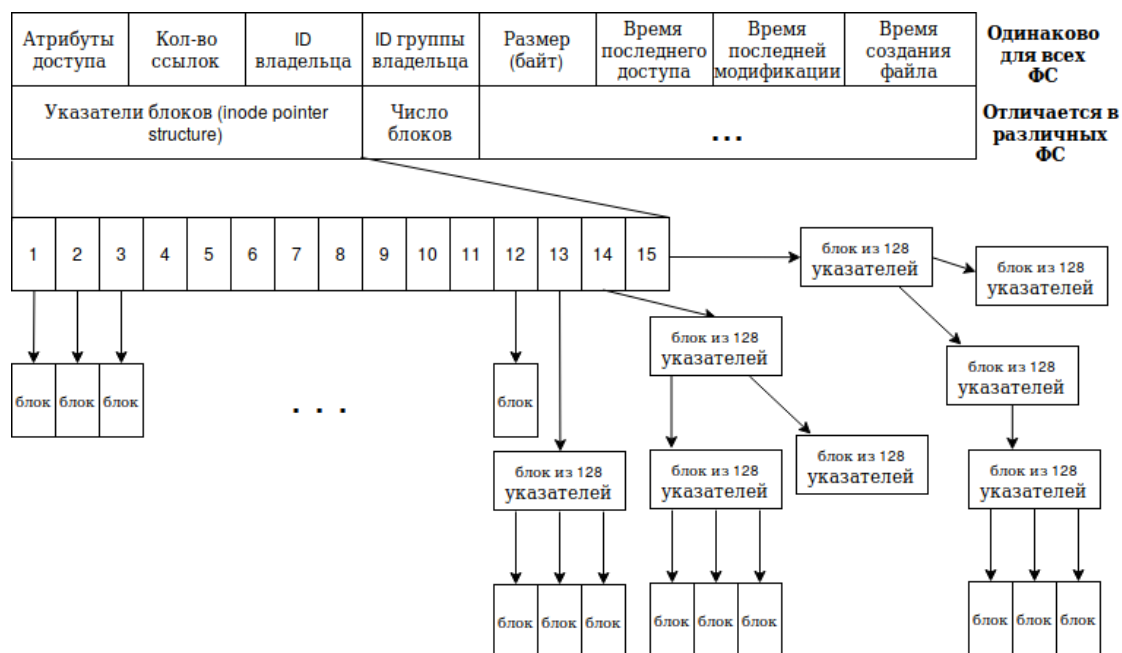 Атрибуты доступа
Кол-во ссылок
ID владельца
ID группы владельца
Размер (байт)
Время последнего доступа
Время последней модификации
Время создания файла
Одинаково для всех ФС
Указатели блоков (inode pointer structure)
Число блоков
...
Отличается в различных ФС
1 2 3 4 5 6 7 8 9 10 11 12 13 14 15
блок из 128 указателей
блок из 128 указателей
блок из 128 указателей
блок из 128 указателей
блок блок блок
. . .
блок
блок из 128 указателей
блок из 128 указателей
блок из 128 указателей
блок из 128 указателей
блок блок блок
блок блок блок
блок блок блок